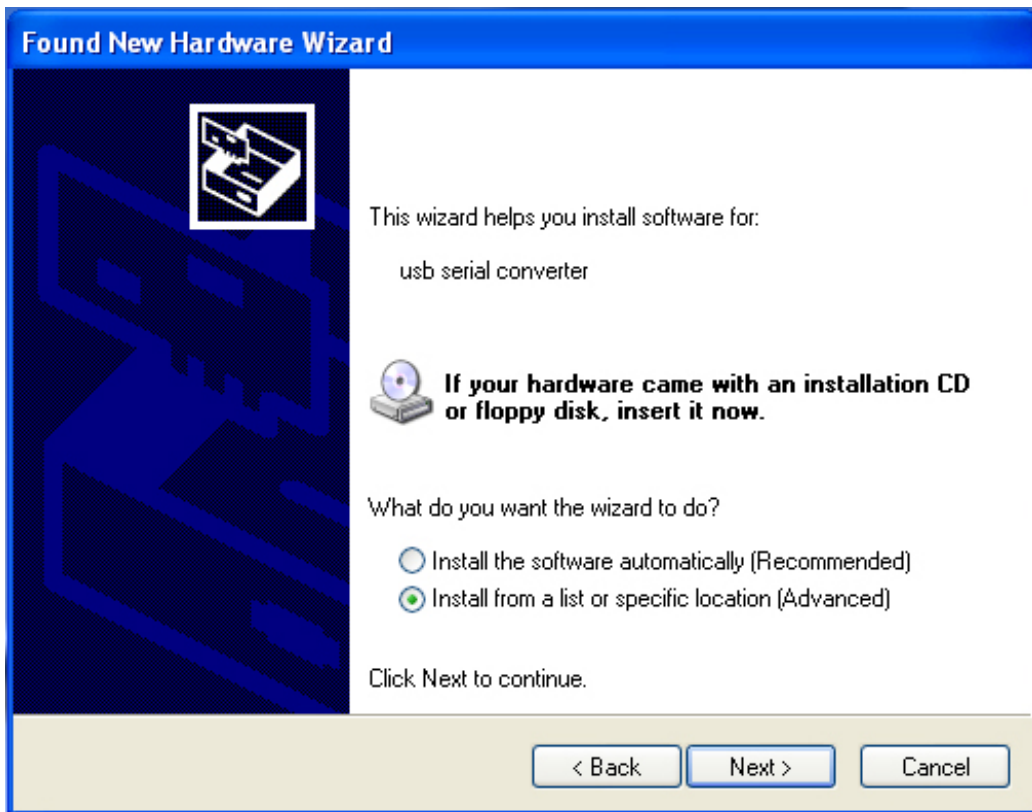 Found New Hardware Wizard
This wizard helps you install software for:
usb serial converter
If your hardware came with an installation CD
or floppy disk, insert it now.
What do you want the wizard to do?
Install the software automatically (Recommended)
Install from a list or specific location (Advanced)
Click Next to continue.
< Back
Next >
Cancel